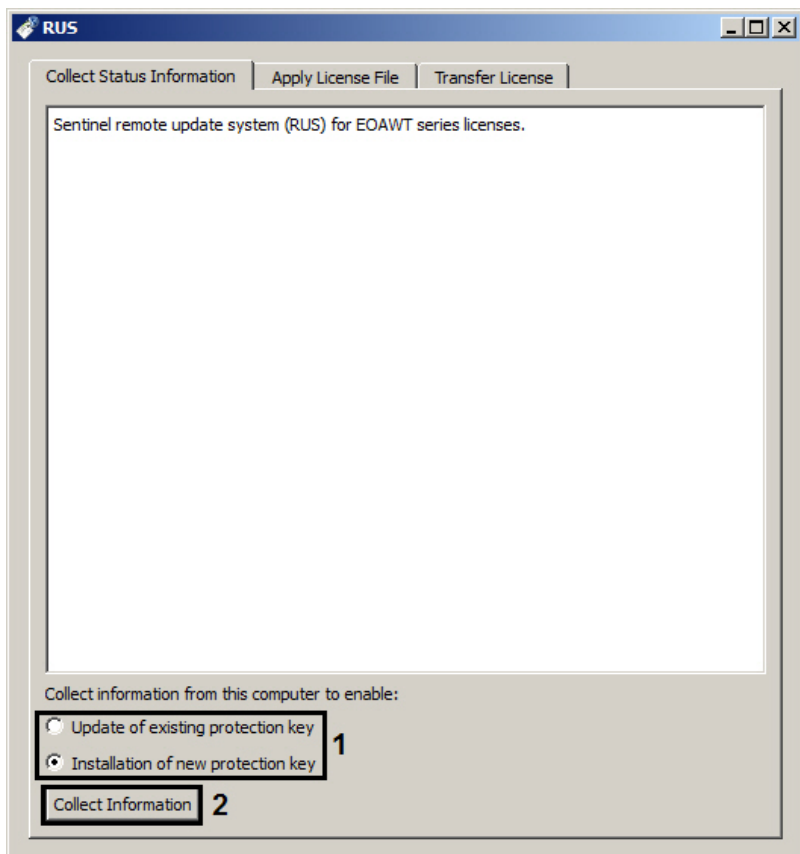 RUS
Collect Status Information Apply License File Transfer License
Sentinel remote update system (RUS) for EOAWT series licenses.
Collect information from this computer to enable:
Update of existing protection key
1
Installation of new protection key
Collect Information 2